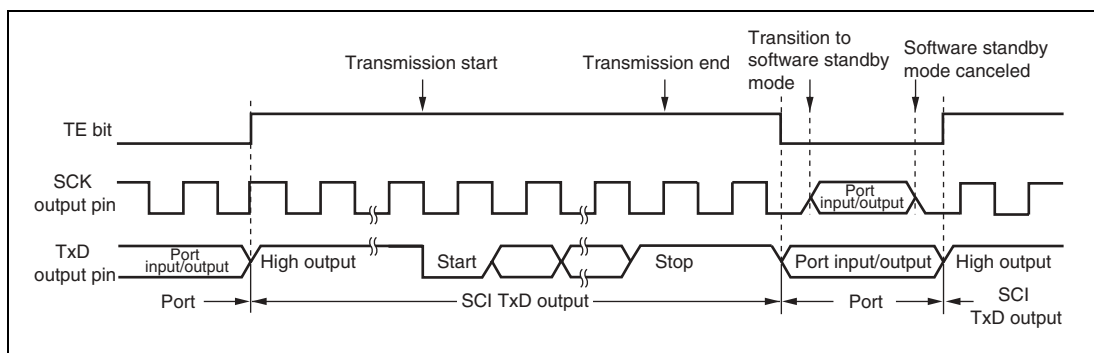 Transmission start
Transmission end
Transition to
software standby
mode
Software standby
mode canceled
TE bit
SCK
output pin
Port
input/output
TxD
output pin
Port
input/output
High output
Start
Stop
Port input/output
High output
Port
SCI TxD output
Port
SCI
TxD output